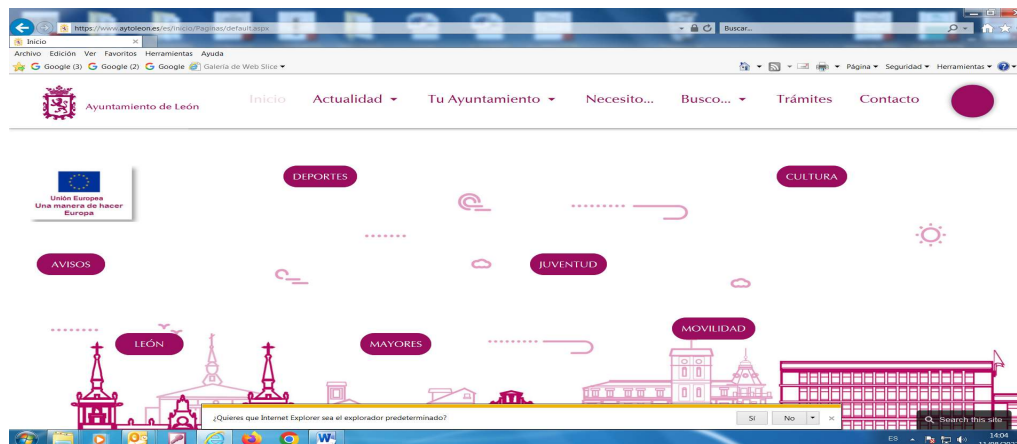 https://www.aytoleon.es/es/inicio/Paginas/default.aspx
Buscar...
Inicio
Archivo Edición Ver Favoritos Herramientas Ayuda
Google (3) Google (2) Google Galería de Web Slice
Página Seguridad Herramientas
Ayuntamiento de León
Inicio Actualidad Tu Ayuntamiento Necesito... Busco... Trámites Contacto
DEPORTES CULTURA
Unión Europea
Una manera de hacer
Europa
AVISOS JUVENTUD
MOVILIDAD
LEÓN MAYORES
¿Quieres que Internet Explorer sea el explorador predeterminado? Sí No
Search this site
ES 14:04